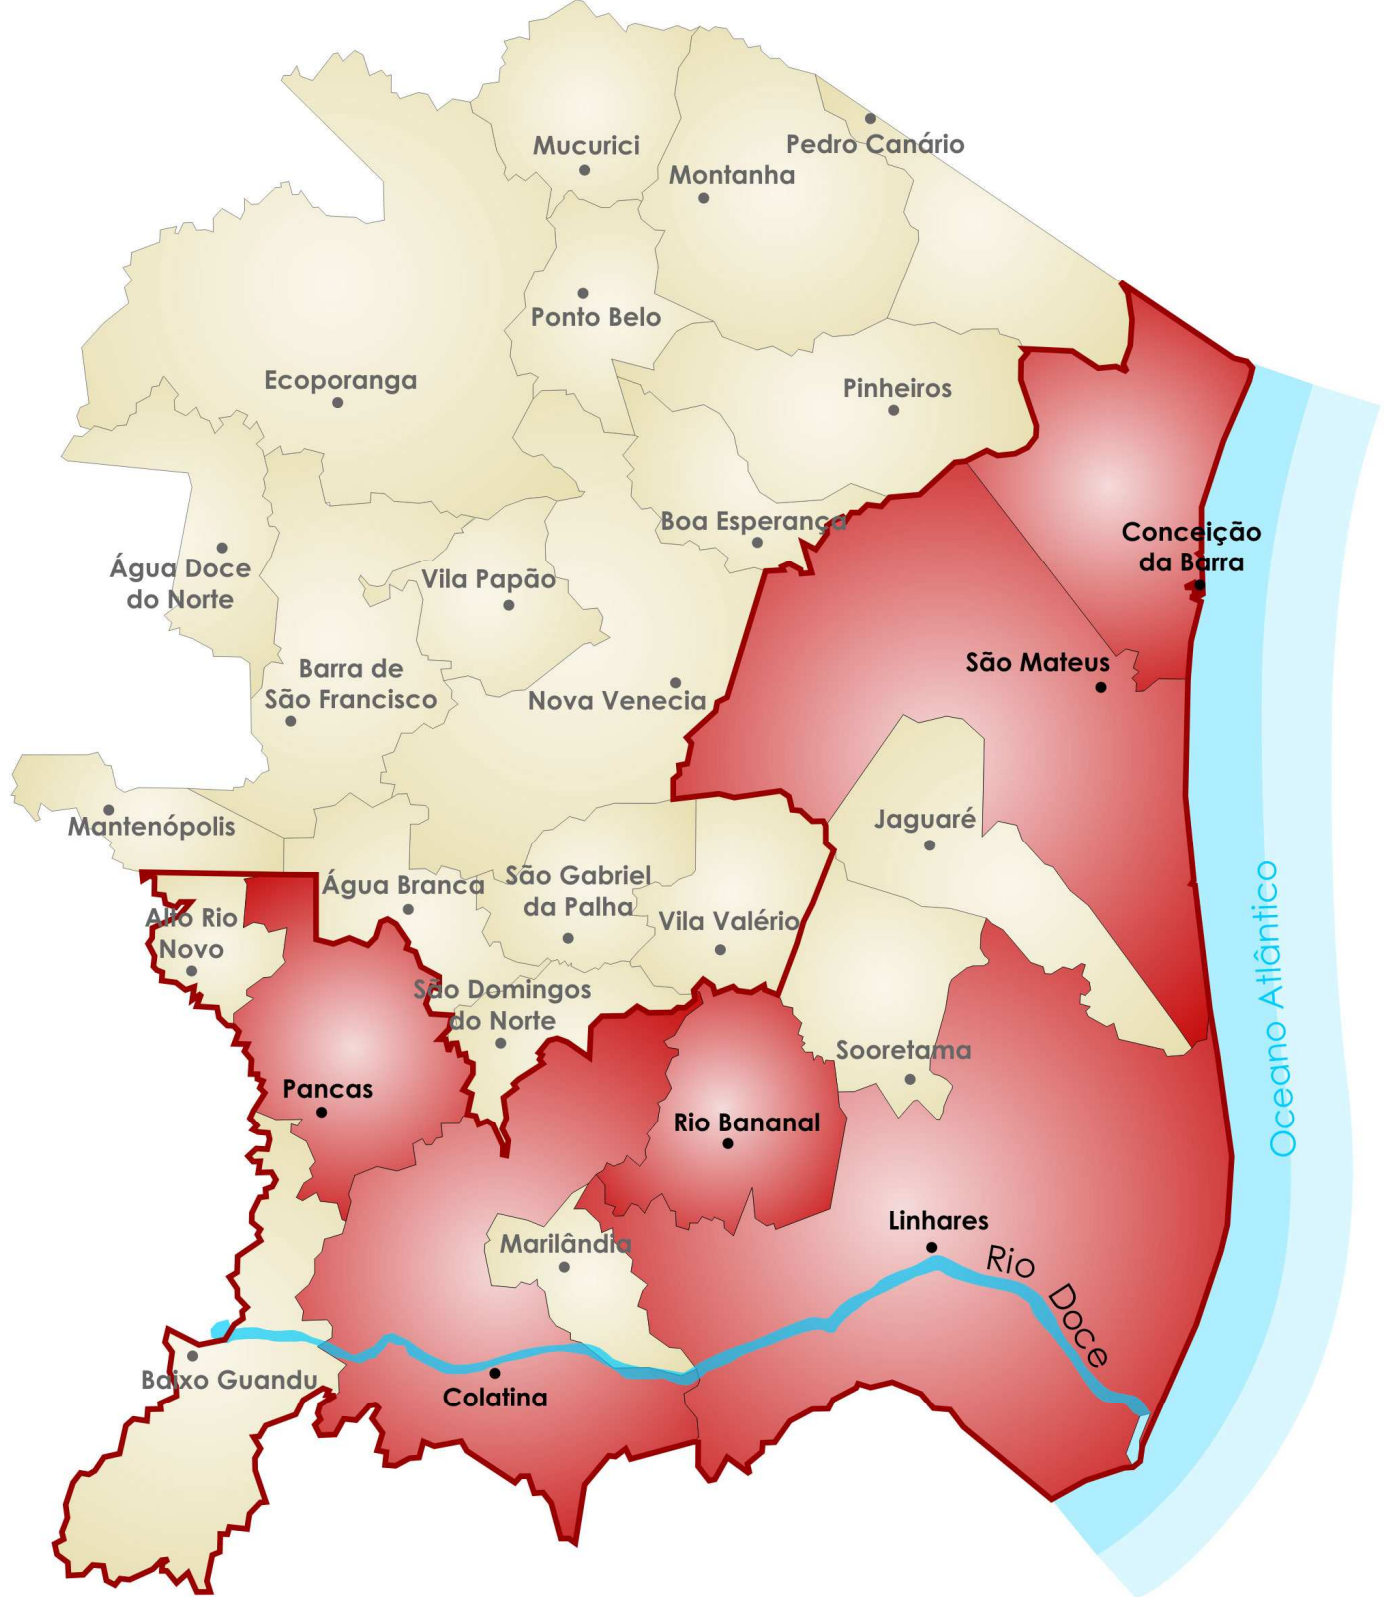 Mucurici
Pedro Canário
Montanha
Ponto Belo
Ecoporanga
Pinheiros
Boa Esperança
Conceição
da Barra
Água Doce
do Norte
Vila Papão
Barra de
São Francisco
São Mateus
Nova Venecia
Mantenópolis
Jaguaré
Água Branca
São Gabriel
da Palha
Alto Rio
Novo
Vila Valério
São Domingos
do Norte
Sooretama
Oceano Atlântico
Pancas
Rio Bananal
Linhares
Marilândia
Rio Doce
Baixo Guandu
Colatina